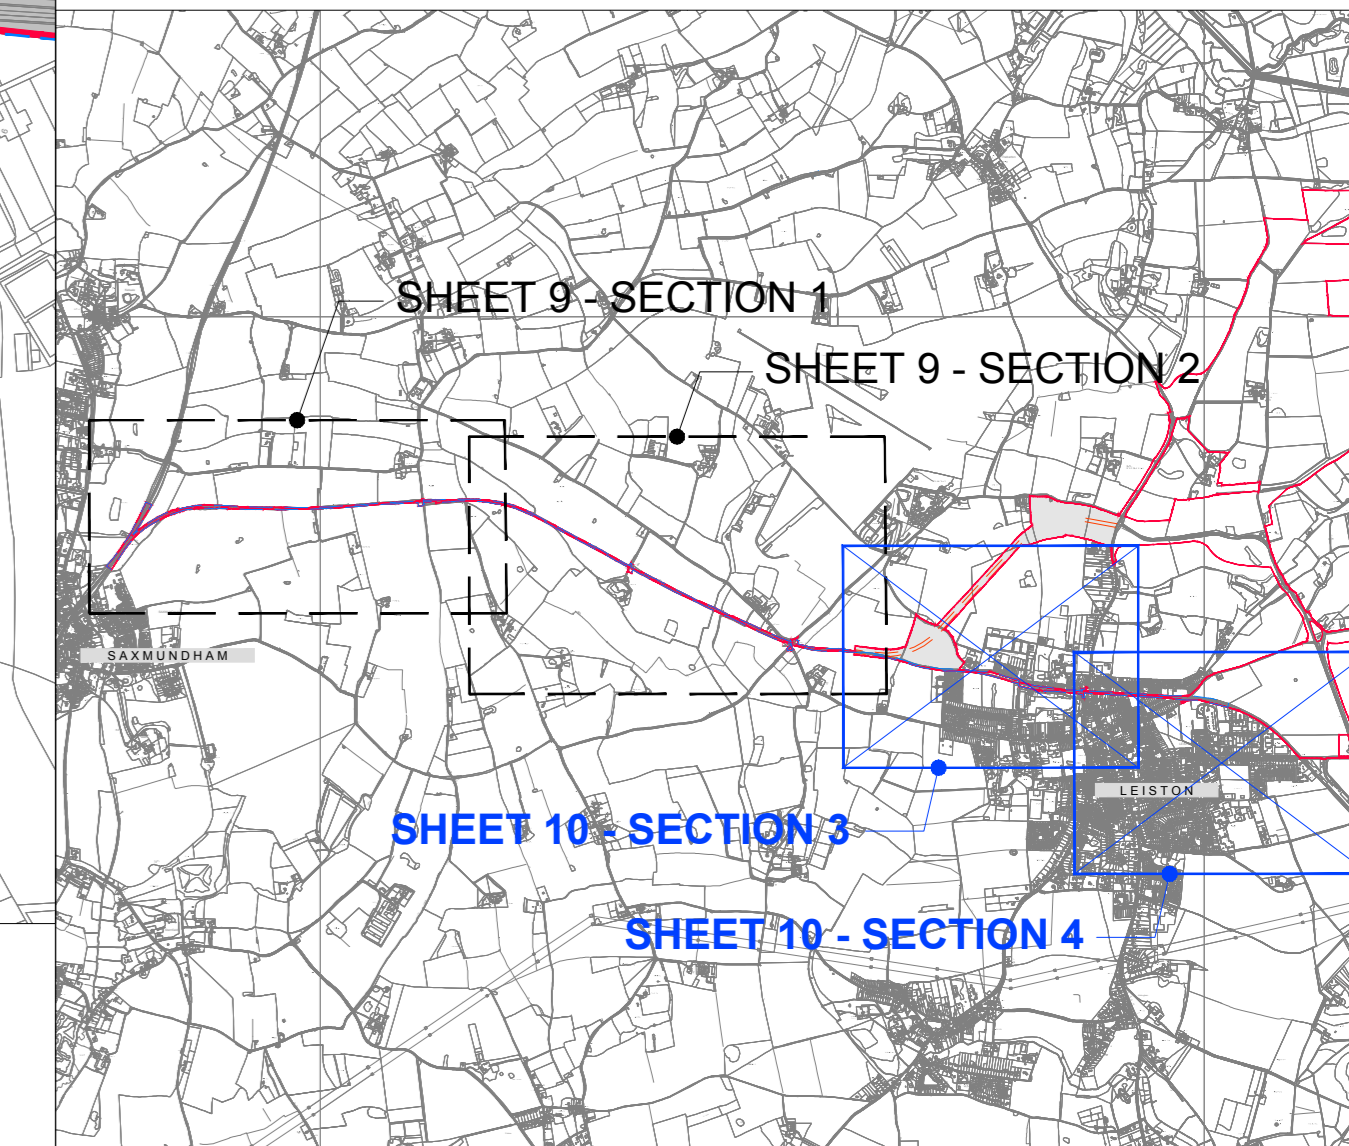 SHEET 9 - SECTION 1
SHEET 9 - SECTION 2
SAXMUNDHAM
LEISTON
SHEET 10 - SECTION 3
SHEET 10 - SECTION 4